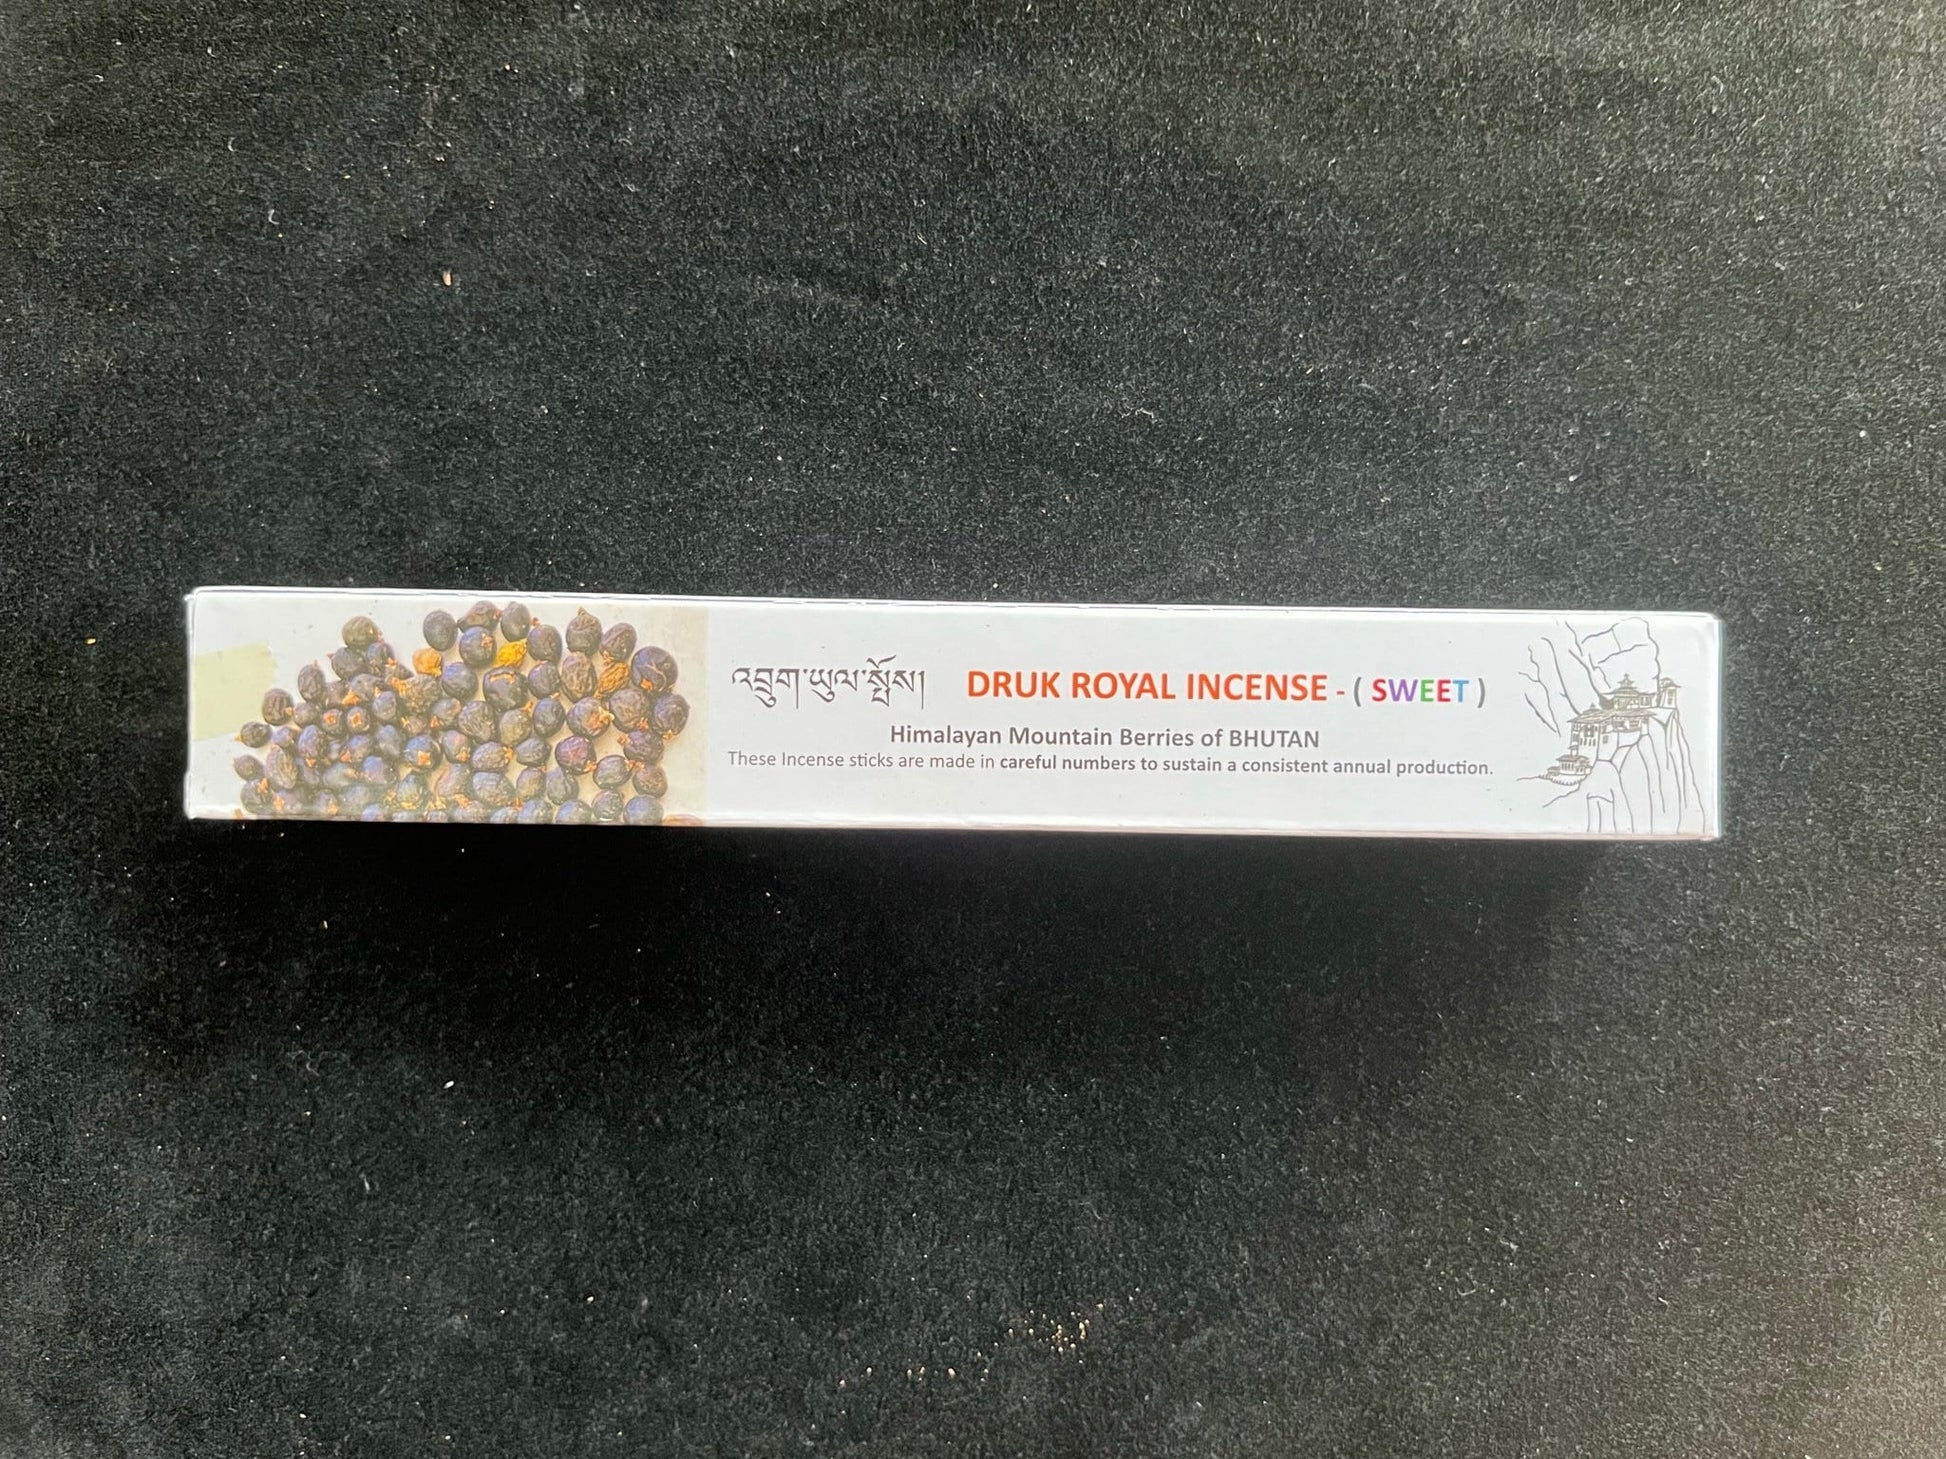 འབྲུག་ཡུལ་སྤོས། DRUK ROYAL INCENSE - ( SWEET )
Himalayan Mountain Berries of BHUTAN
These Incense sticks are made in careful numbers to sustain a consistent annual production.